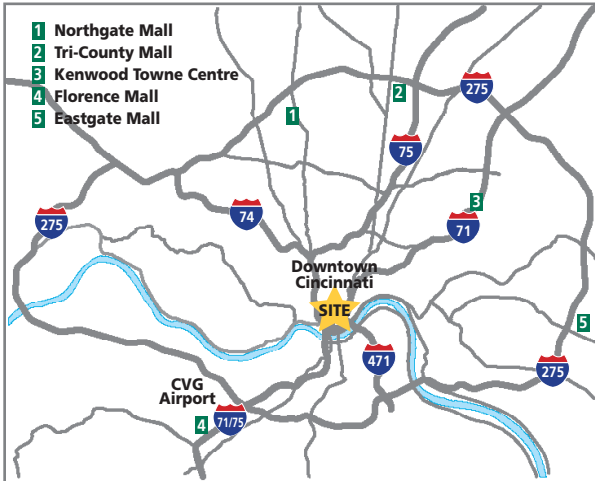 1 Northgate Mall
2 Tri-County Mall
3 Kenwood Towne Centre
4 Florence Mall
5 Eastgate Mall
275
2
1
75
3
275
74
71
Downtown
Cincinnati
SITE
5
471
275
CVG
Airport
4
71/75